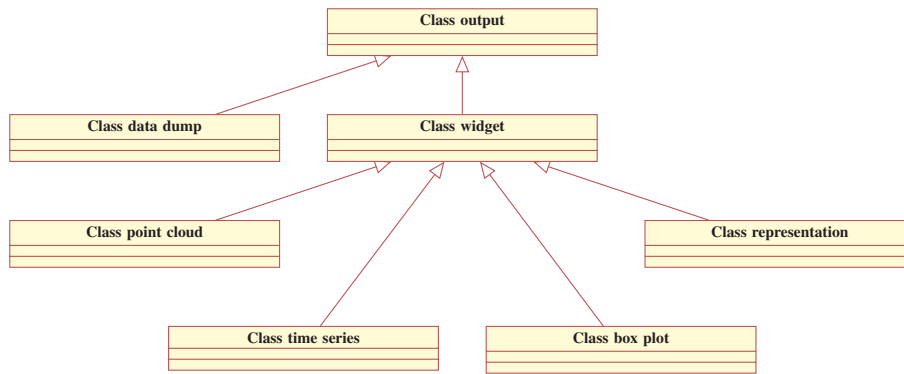 Class output
Class data dump
Class widget
Class point cloud
Class representation
Class time series
Class box plot